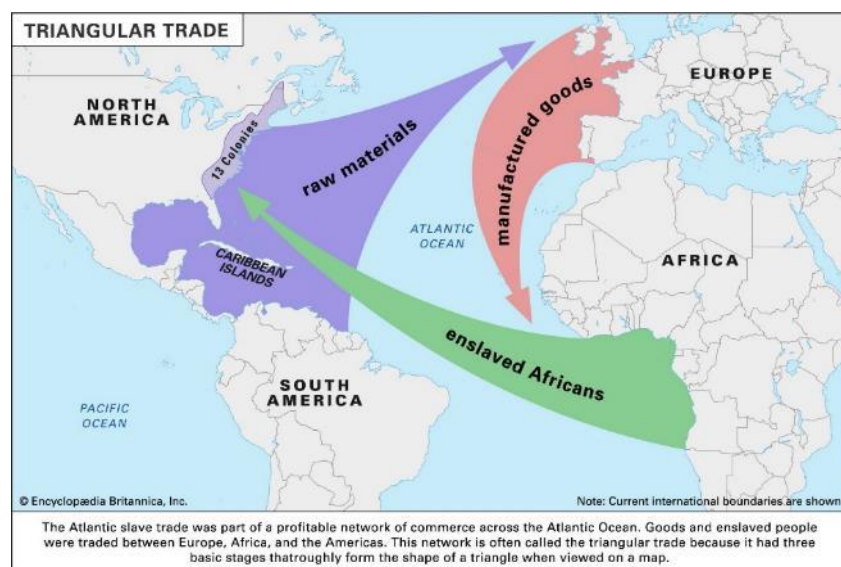 TRIANGULAR TRADE
NORTH
AMERICA
13 Colonies
raw materials
manufactured goods
EUROPE
ATLANTIC
OCEAN
CARIBBEAN
ISLANDS
AFRICA
enslaved Africans
SOUTH
AMERICA
PACIFIC
OCEAN
© Encyclopædia Britannica, Inc.
Note: Current international boundaries are shown
The Atlantic slave trade was part of a profitable network of commerce across the Atlantic Ocean. Goods and enslaved people
were traded between Europe, Africa, and the Americas. This network is often called the triangular trade because it had three
basic stages thatroughly form the shape of a triangle when viewed on a map.